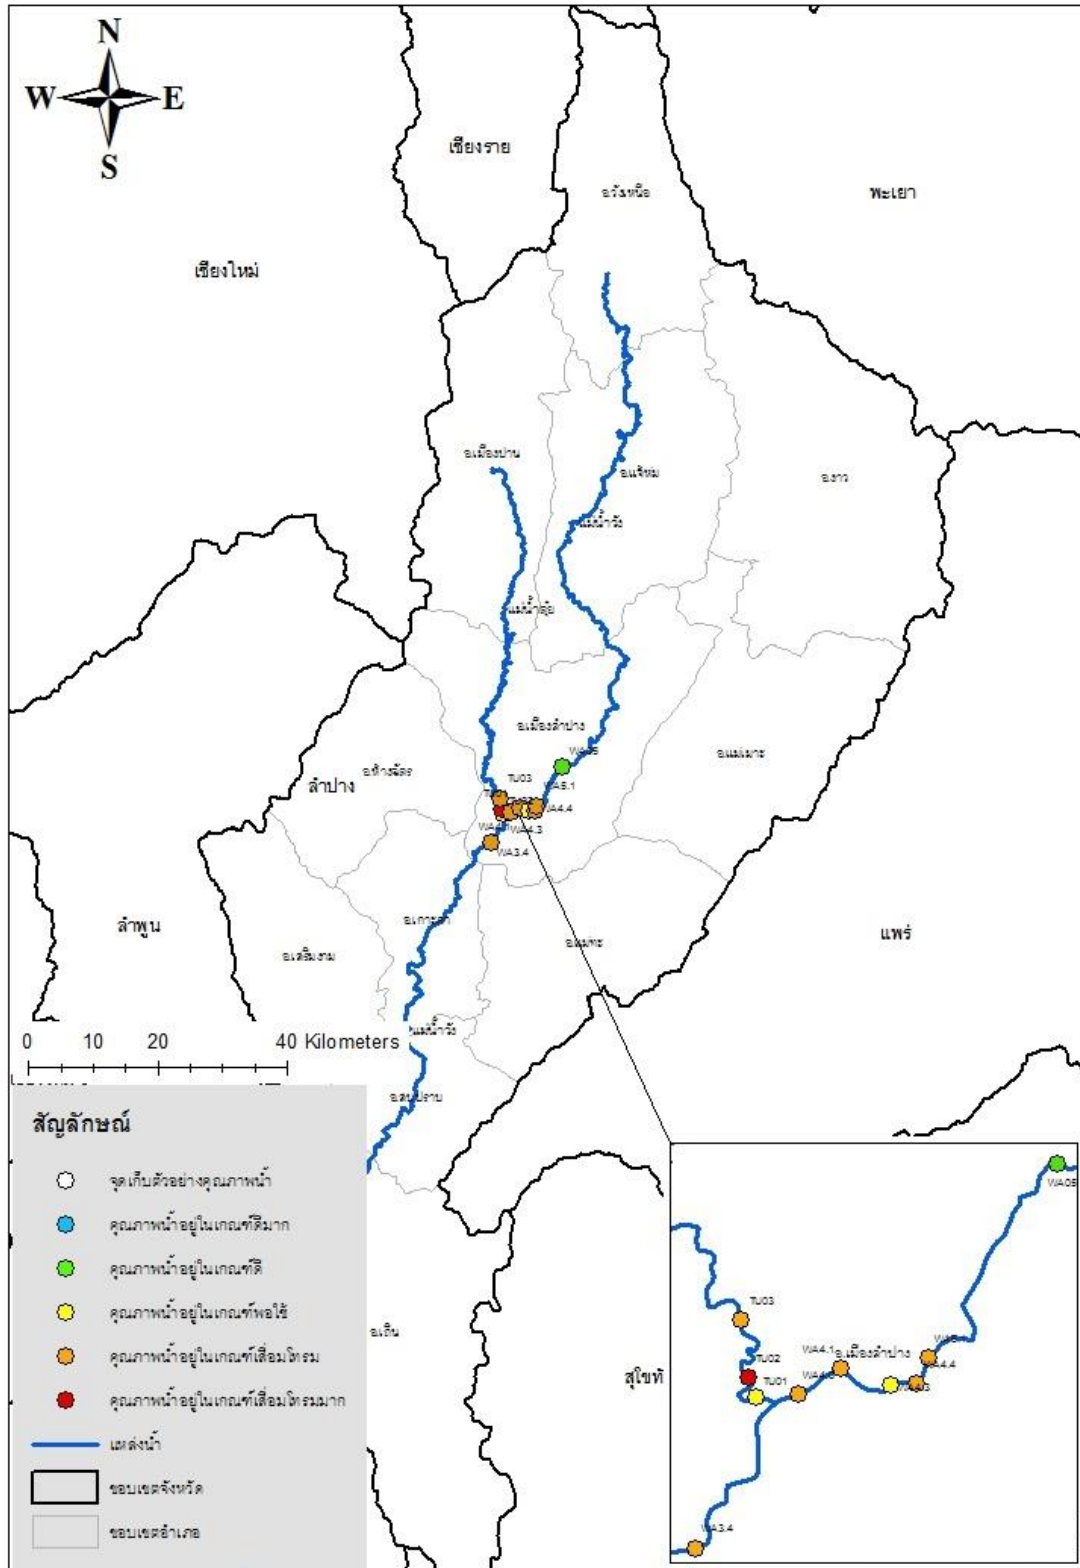 N
W E
S
เชียงราย
อ.วังเหนือ
พะเยา
เชียงใหม่
อ.เมืองปาน
อ.แจ้ห่ม
อ.งาว
แม่น้ำวัง
แม่น้ำตุ๋ย
อ.เมืองลำปาง
WA05
อ.แม่เมาะ
อ.ห้างฉัตร
ลำปาง
TU03
WA5.1
WA4.4
WA4.3
WA3.4
ลำพูน
อ.เกาะคา
แพร่
อ.เสริมงาม
อ.แม่ทะ
แม่น้ำวัง
0 10 20 40 Kilometers
อ.สบปราบ
อ.เถิน
สุโขทั
สัญลักษณ์
จุดเก็บตัวอย่างคุณภาพน้ำ
คุณภาพน้ำอยู่ในเกณฑ์ดีมาก
คุณภาพน้ำอยู่ในเกณฑ์ดี
คุณภาพน้ำอยู่ในเกณฑ์พอใช้
คุณภาพน้ำอยู่ในเกณฑ์เสื่อมโทรม
คุณภาพน้ำอยู่ในเกณฑ์เสื่อมโทรมมาก
แหล่งน้ำ
ขอบเขตจังหวัด
ขอบเขตอำเภอ
WA05
TU03
WA4.1
อ.เมืองลำปาง
TU02
TU01
WA3.4